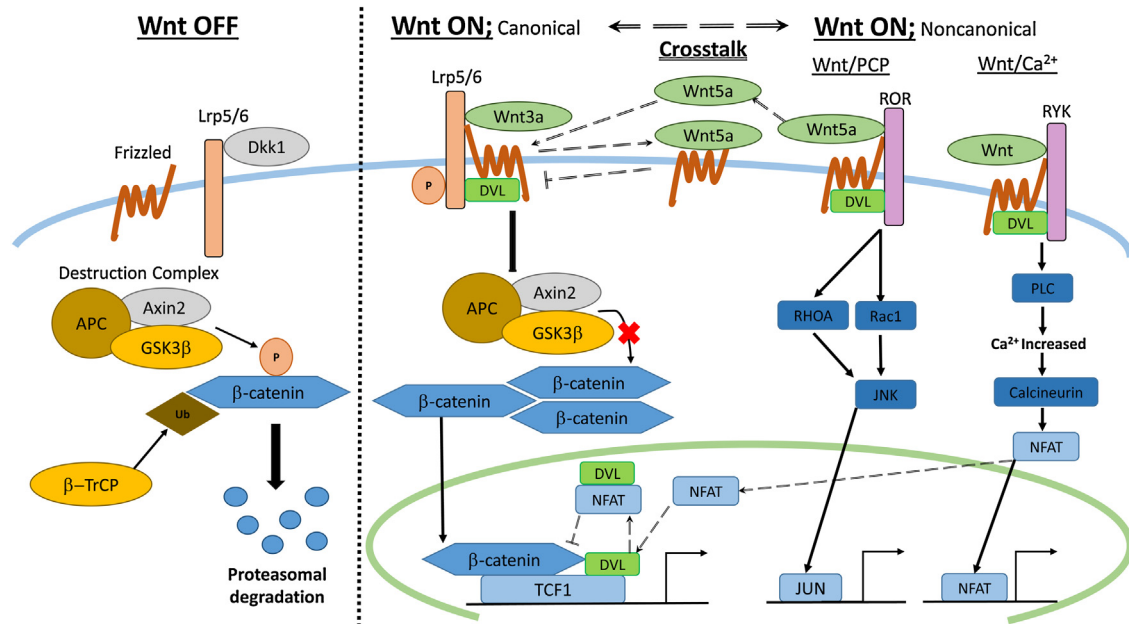 Wnt OFF
Lrp5/6
Dkk1
Frizzled
Destruction Complex
APC
Axin2
GSK3β
P
β-catenin
Ub
β–TrCP
Proteasomal
degradation
Wnt ON; Canonical
Wnt ON; Noncanonical
Crosstalk
Wnt/PCP
Wnt/Ca²⁺
Lrp5/6
Wnt3a
P
DVL
Wnt5a
Wnt5a
Wnt5a
ROR
DVL
RYK
Wnt
DVL
APC
Axin2
GSK3β
β-catenin
β-catenin
β-catenin
RHOA
Rac1
JNK
PLC
Ca²⁺ Increased
Calcineurin
NFAT
DVL
NFAT
NFAT
β-catenin
DVL
TCF1
JUN
NFAT